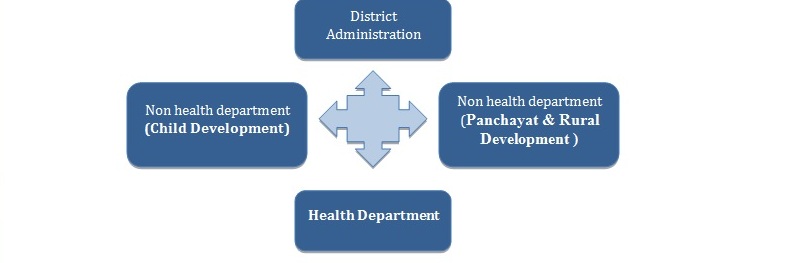 District
Administration
Non health department
(Child Development)
Non health department
(Panchayat & Rural
Development )
Health Department